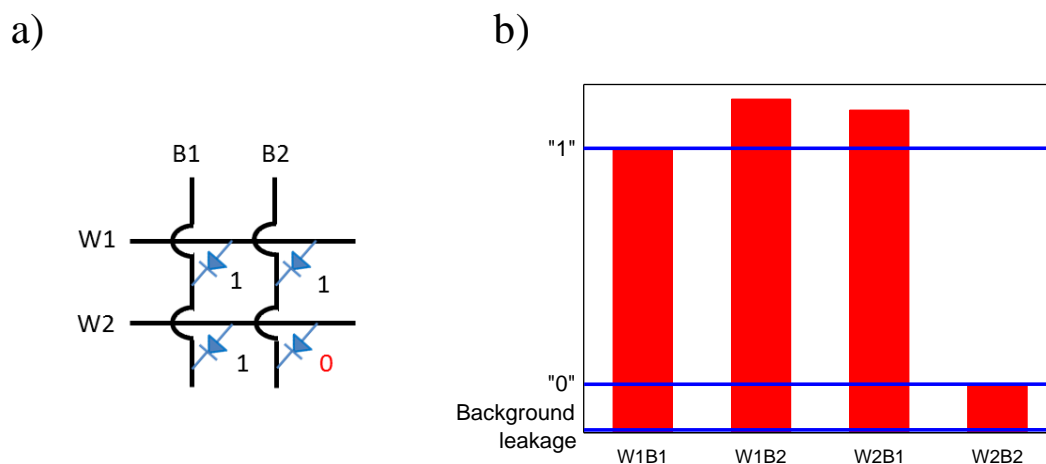 a)
B1 B2
W1
1 1
W2
1 0
b)
"1"
"0"
Background
leakage
W1B1 W1B2 W2B1 W2B2